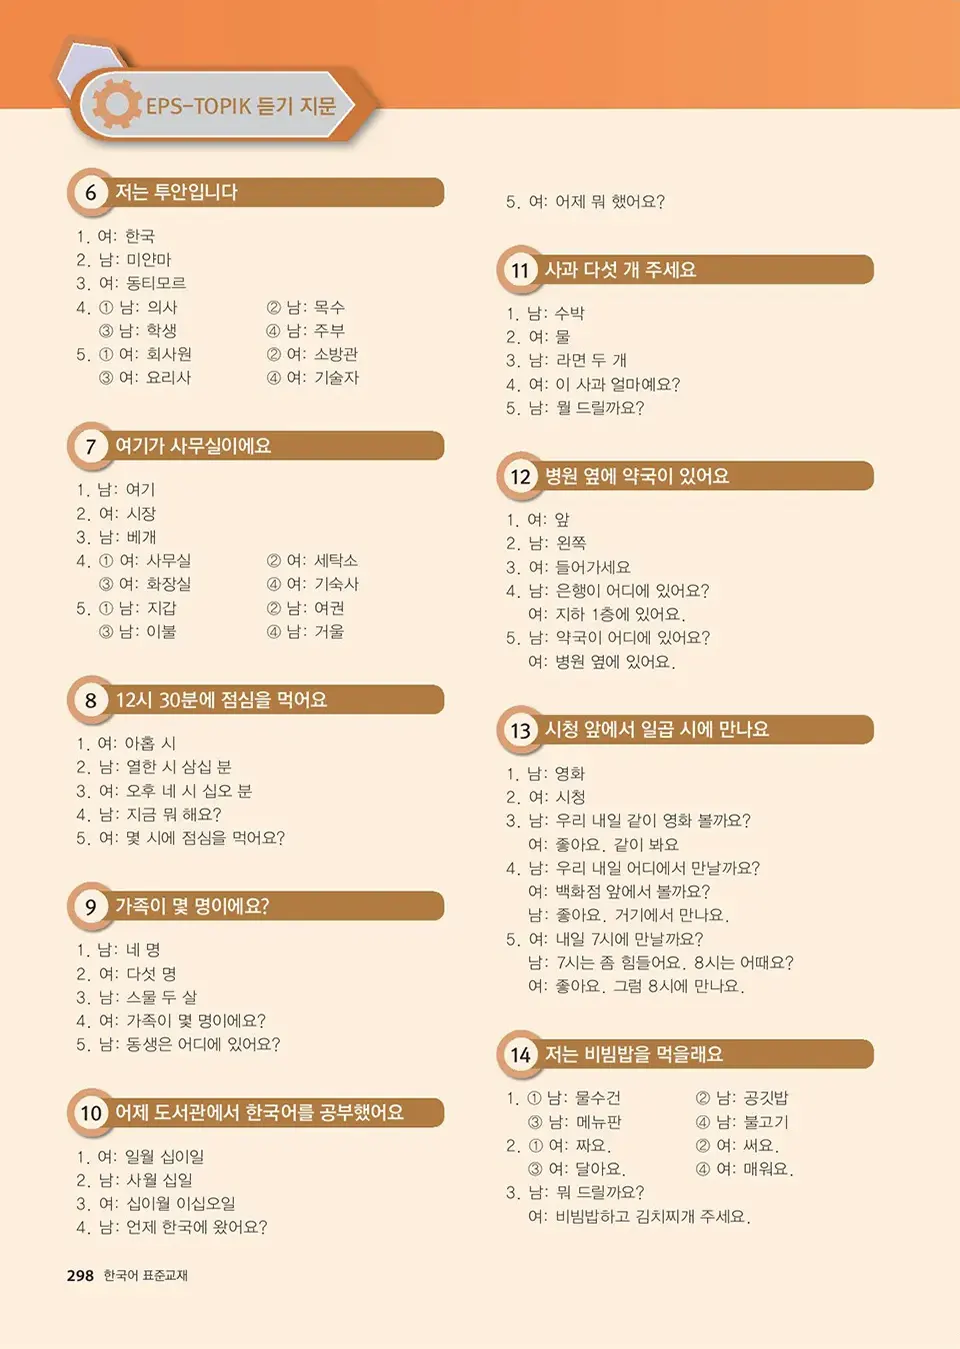 EPS-TOPIK 듣기 지문
6 저는 투안입니다
1. 여: 한국
2. 남: 미얀마
3. 여: 동티모르
4. ① 남: 의사 ② 남: 목수
③ 남: 학생 ④ 남: 주부
5. ① 여: 회사원 ② 여: 소방관
③ 여: 요리사 ④ 여: 기술자
7 여기가 사무실이에요
1. 남: 여기
2. 여: 시장
3. 남: 베개
4. ① 여: 사무실 ② 여: 세탁소
③ 여: 화장실 ④ 여: 기숙사
5. ① 남: 지갑 ② 남: 여권
③ 남: 이불 ④ 남: 거울
8 12시 30분에 점심을 먹어요
1. 여: 아홉 시
2. 남: 열한 시 삼십 분
3. 여: 오후 네 시 십오 분
4. 남: 지금 뭐 해요?
5. 여: 몇 시에 점심을 먹어요?
9 가족이 몇 명이에요?
1. 남: 네 명
2. 여: 다섯 명
3. 남: 스물 두 살
4. 여: 가족이 몇 명이에요?
5. 남: 동생은 어디에 있어요?
10 어제 도서관에서 한국어를 공부했어요
1. 여: 일월 십이일
2. 남: 사월 십일
3. 여: 십이월 이십오일
4. 남: 언제 한국에 왔어요?
5. 여: 어제 뭐 했어요?
11 사과 다섯 개 주세요
1. 남: 수박
2. 여: 물
3. 남: 라면 두 개
4. 여: 이 사과 얼마예요?
5. 남: 뭘 드릴까요?
12 병원 옆에 약국이 있어요
1. 여: 앞
2. 남: 왼쪽
3. 여: 들어가세요
4. 남: 은행이 어디에 있어요?
여: 지하 1층에 있어요.
5. 남: 약국이 어디에 있어요?
여: 병원 옆에 있어요.
13 시청 앞에서 일곱 시에 만나요
1. 남: 영화
2. 여: 시청
3. 남: 우리 내일 같이 영화 볼까요?
여: 좋아요. 같이 봐요
4. 남: 우리 내일 어디에서 만날까요?
여: 백화점 앞에서 볼까요?
남: 좋아요. 거기에서 만나요.
5. 여: 내일 7시에 만날까요?
남: 7시는 좀 힘들어요. 8시는 어때요?
여: 좋아요. 그럼 8시에 만나요.
14 저는 비빔밥을 먹을래요
1. ① 남: 물수건 ② 남: 공깃밥
③ 남: 메뉴판 ④ 남: 불고기
2. ① 여: 짜요. ② 여: 써요.
③ 여: 달아요. ④ 여: 매워요.
3. 남: 뭐 드릴까요?
여: 비빔밥하고 김치찌개 주세요.
298 한국어 표준교재